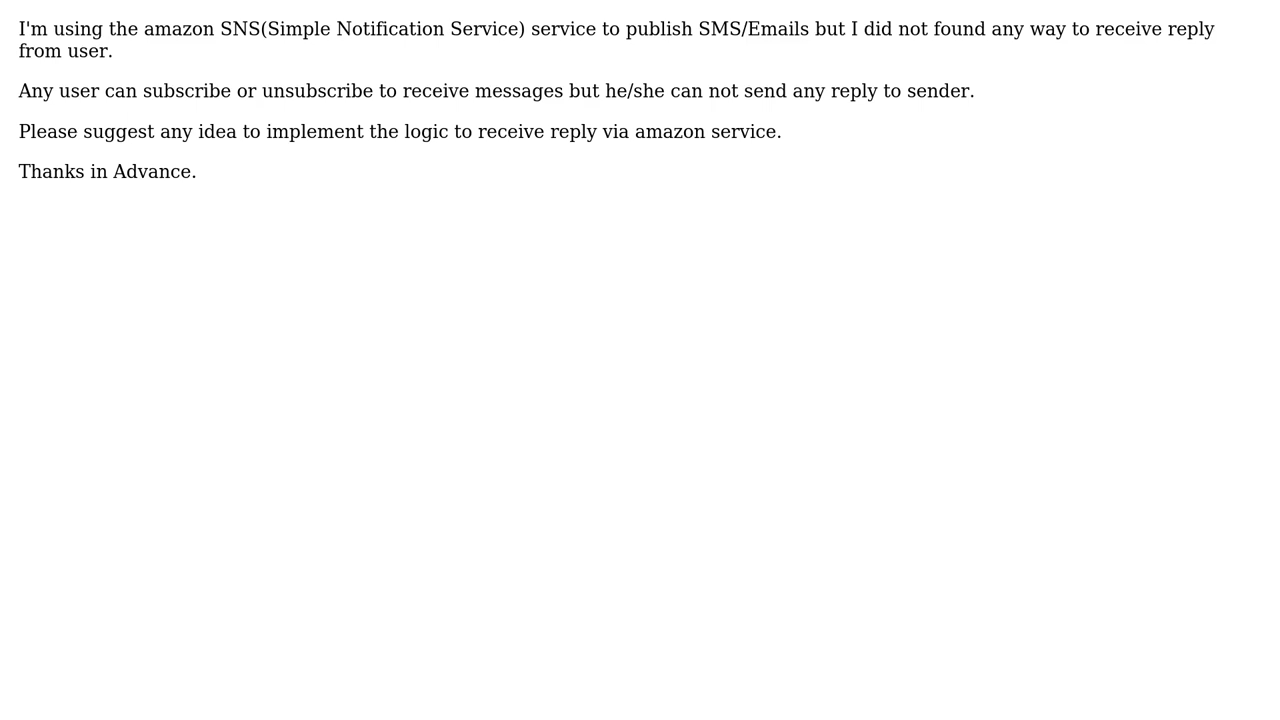 I'm using the amazon SNS(Simple Notification Service) service to publish SMS/Emails but I did not found any way to receive reply
from user.
Any user can subscribe or unsubscribe to receive messages but he/she can not send any reply to sender.
Please suggest any idea to implement the logic to receive reply via amazon service.
Thanks in Advance.